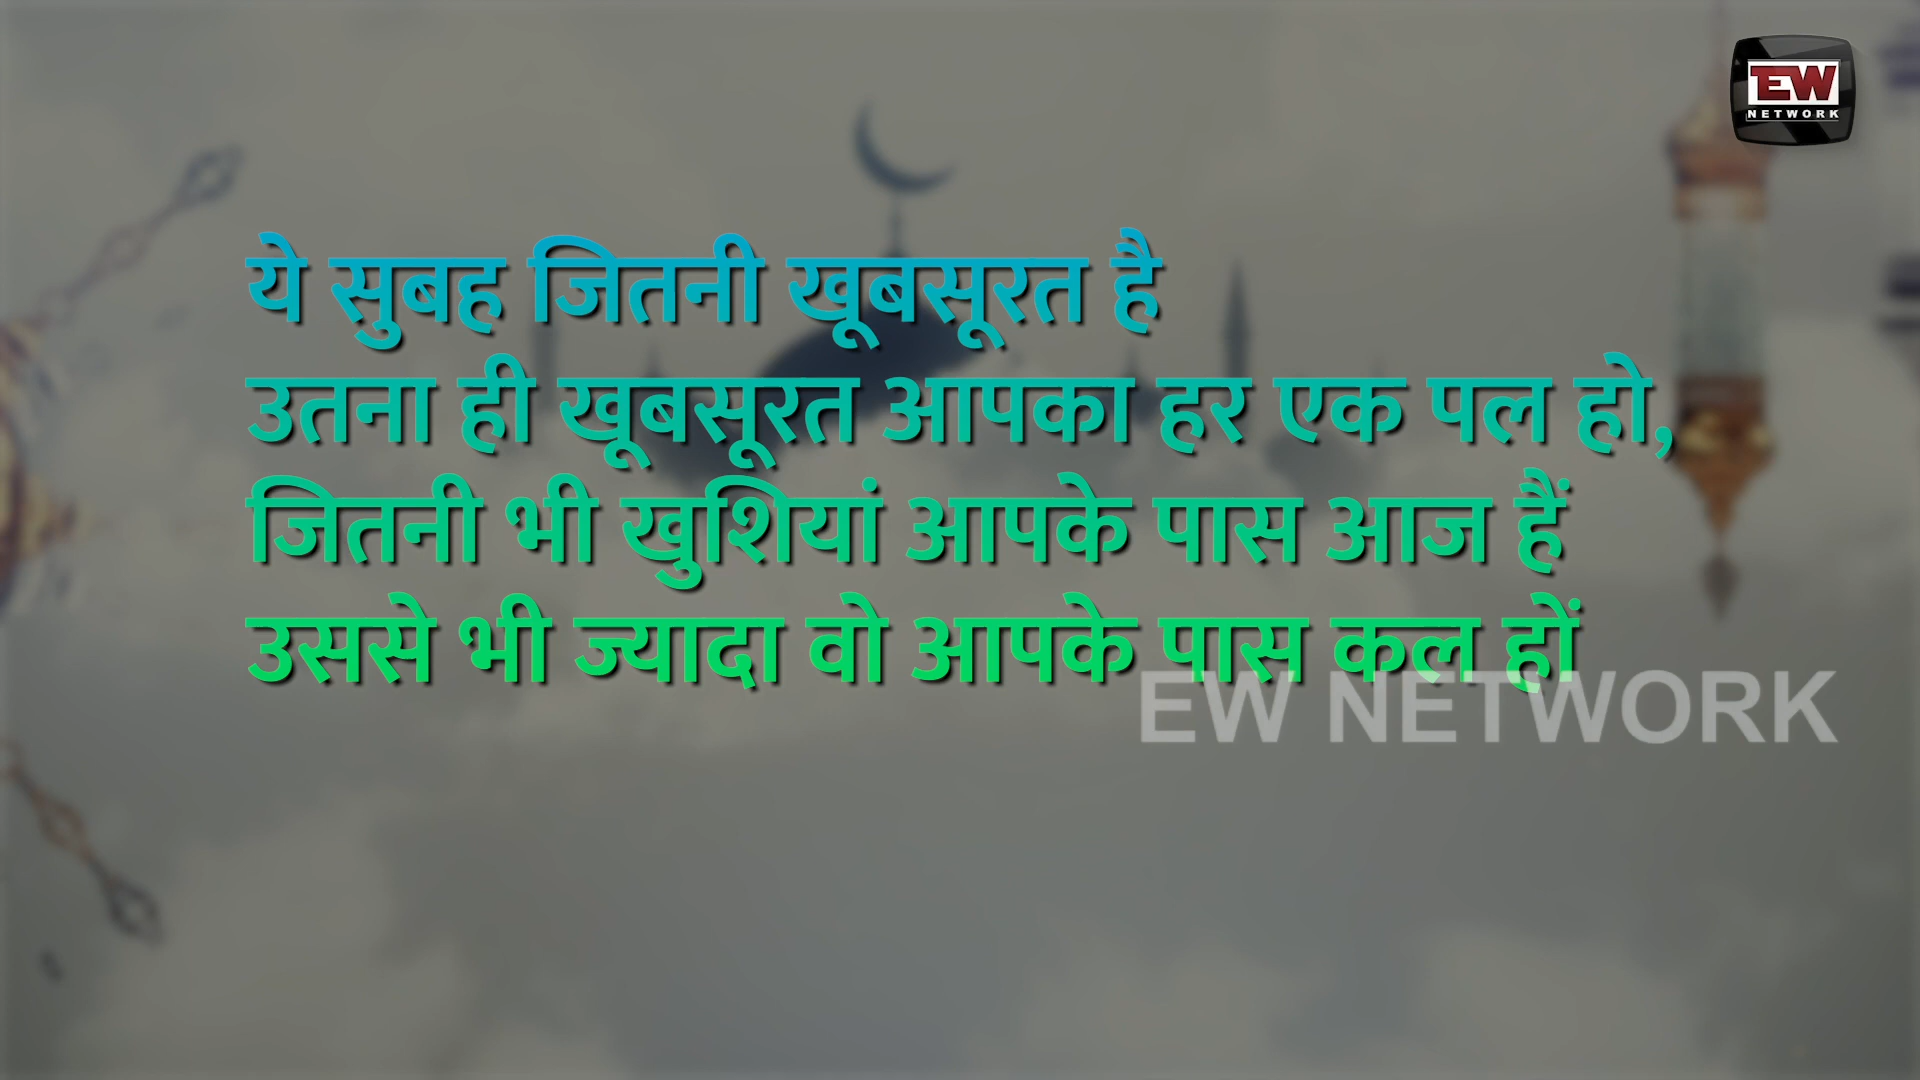 EW
NETWORK
ये सुबह जितनी खूबसूरत है
उतना ही खूबसूरत आपका हर एक पल हो,
जितनी भी खुशियां आपके पास आज हैं
उससे भी ज्यादा वो आपके पास कल हों
EW NETWORK